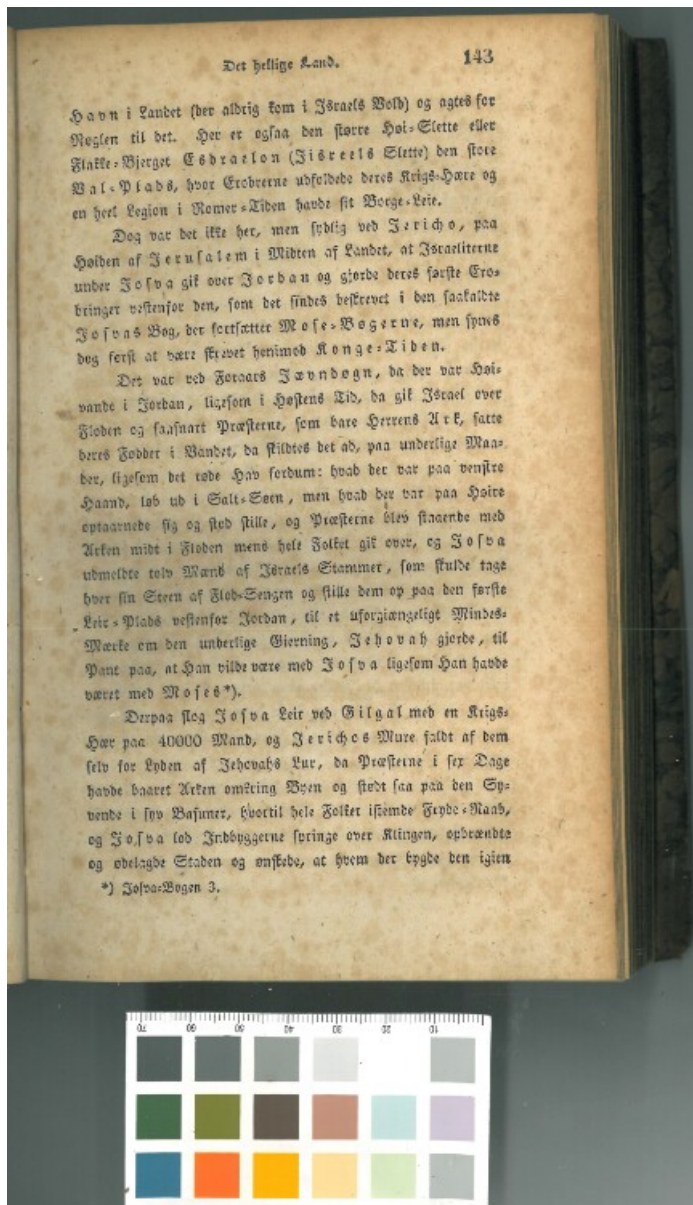 Det hellige Land.
143
Havn i Landet (der aldrig kom i Israels Vold) og agtes for
Nøglen til det. Her er ogsaa den større Høi-Slette eller
Flakke-Bjerget Esdraelon (Jisreels Slette) den store
Val-Plads, hvor Erobrerne udfoldede deres Krigs-Hære og
en heel Legion i Romer-Tiden havde sit Borge-Leie.
Dog var det ikke her, men sydlig ved Jericho, paa
Høiden af Jerusalem i Midten af Landet, at Israeliterne
under Josva gik over Jordan og gjorde deres første Ero-
bringer vestenfor den, som det findes beskrevet i den saakaldte
Josvas Bog, der fortsætter Mose-Bøgerne, men synes
dog først at være skrevet henimod Konge-Tiden.
Det var ved Foraars Jævndøgn, da der var Høi-
vande i Jordan, ligesom i Høstens Tid, da gik Israel over
Floden og saasnart Præsterne, som bare Herrens Ark, satte
deres Fødder i Vandet, da skildtes det ad, paa underlige Maa-
der, ligesom det røde Hav fordum: hvad der var paa venstre
Haand, løb ud i Salt-Søen, men hvad der var paa Høire
optaarnede sig og stod stille, og Præsterne blev staaende med
Arken midt i Floden mens hele Folket gik over, og Josva
udmeldte tolv Mænd af Israels Stammer, som skulde tage
hver sin Steen af Flod-Sengen og stille dem op paa den første
Leir-Plads vestenfor Jordan, til et uforgiængeligt Mindes-
Mærke om den underlige Gierning, Jehovah gjorde, til
Pant paa, at Han vilde være med Josva ligesom Han havde
været med Moses*).
Derpaa slog Josva Leir ved Gilgal med en Krigs-
Hær paa 40000 Mand, og Jerichos Mure faldt af dem
selv for Lyden af Jehovahs Lur, da Præsterne i sex Dage
havde baaret Arken omkring Byen og stødt saa paa den Sy-
vende i syv Basuner, hvortil hele Folket istemde Fryde-Raab,
og Josva lod Indbyggerne springe over Klingen, opbrændte
og ødelagde Staden og ønskede, at hvem der bygde den igien
*) Josva-Bogen 3.
70 60 50 40 30 20 10